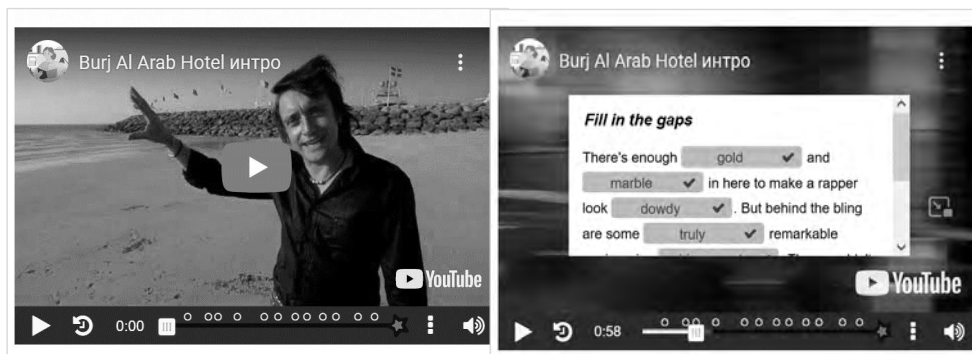 Burj Al Arab Hotel интро
YouTube
0:00
Burj Al Arab Hotel интро
Fill in the gaps
There's enough gold and
marble in here to make a rapper
look dowdy . But behind the bling
are some truly remarkable
YouTube
0:58